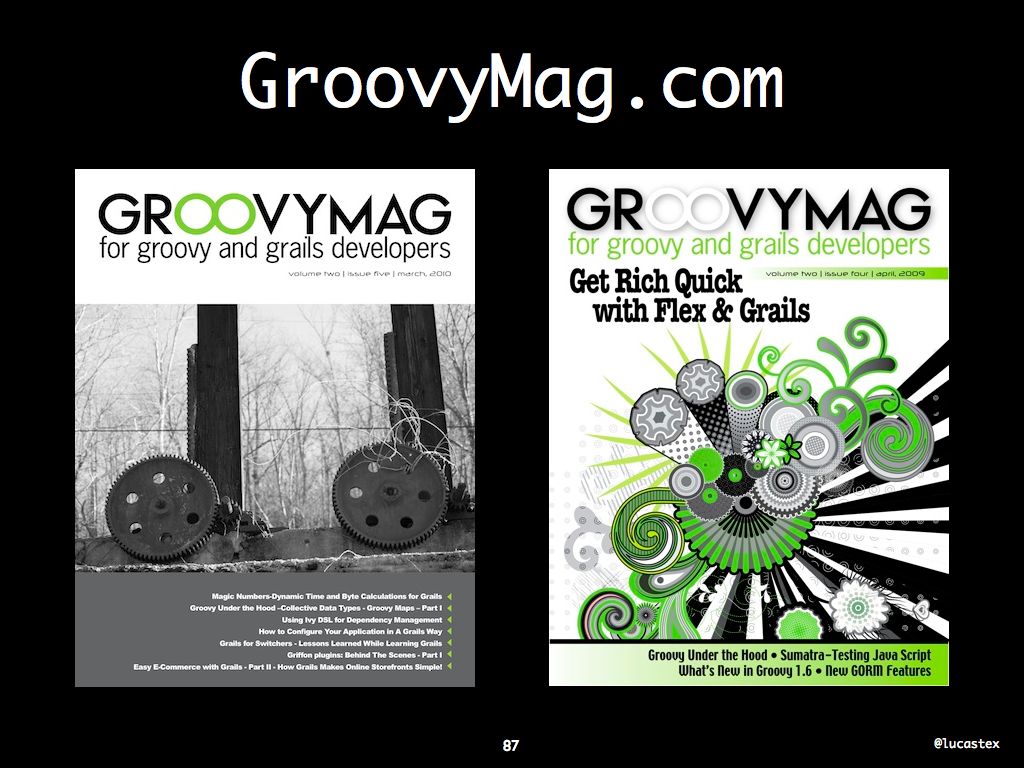 GroovyMag.com
GROOVYMAG
for groovy and grails developers
volume two | issue five | march, 2010
Magic Numbers-Dynamic Time and Byte Calculations for Grails
Groovy Under the Hood -Collective Data Types - Groovy Maps - Part I
Using Ivy DSL for Dependency Management
How to Configure Your Application in A Grails Way
Grails for Switchers - Lessons Learned While Learning Grails
Griffon plugins: Behind The Scenes - Part I
Easy E-Commerce with Grails - Part II - How Grails Makes Online Storefronts Simple!
GROOVYMAG
for groovy and grails developers
volume two | issue four | april, 2009
Get Rich Quick
with Flex & Grails
Groovy Under the Hood • Sumatra-Testing Java Script
What's New in Groovy 1.6 • New GORM Features
87
@lucastex